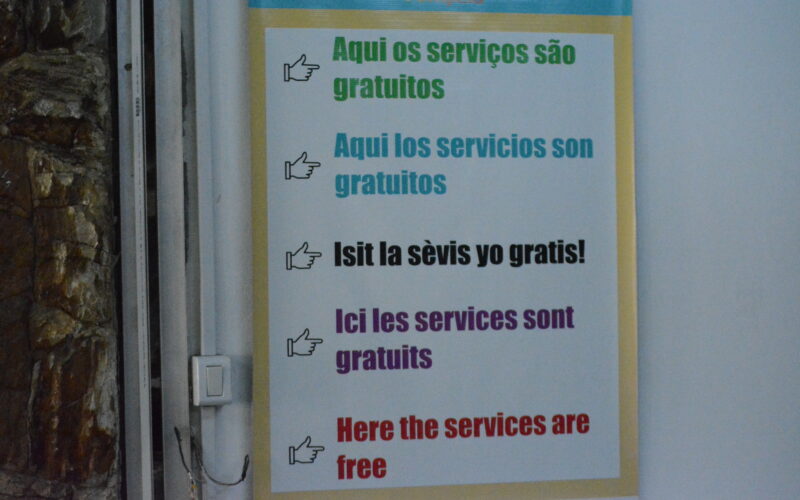 Aqui os serviços são
gratuitos
Aqui los servicios son
gratuitos
Isit la sèvis yo gratis!
Ici les services sont
gratuits
Here the services are
free